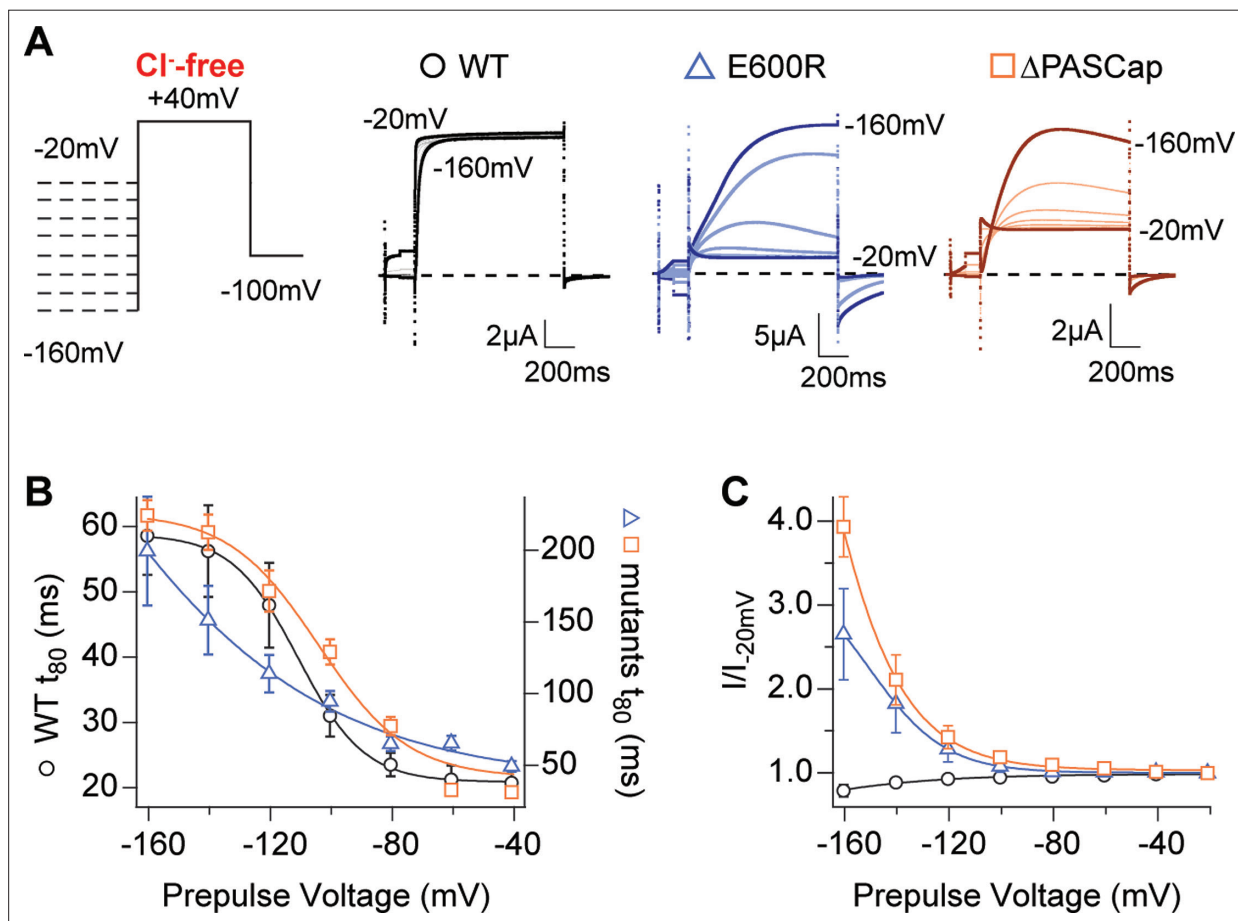 A
Cl⁻-free
+40mV
-20mV
-160mV
-100mV
○ WT
-20mV
-160mV
2µA
200ms
△ E600R
-160mV
-20mV
5µA
200ms
□ ΔPASCap
-160mV
-20mV
2µA
200ms
B
○ WT t₈₀ (ms)
60
50
40
30
20
200
150
100
50
△ □ mutants t₈₀ (ms)
-160
-120
-80
-40
Prepulse Voltage (mV)
C
I/I₋₂₀mV
4.0
3.0
2.0
1.0
-160
-120
-80
-40
Prepulse Voltage (mV)